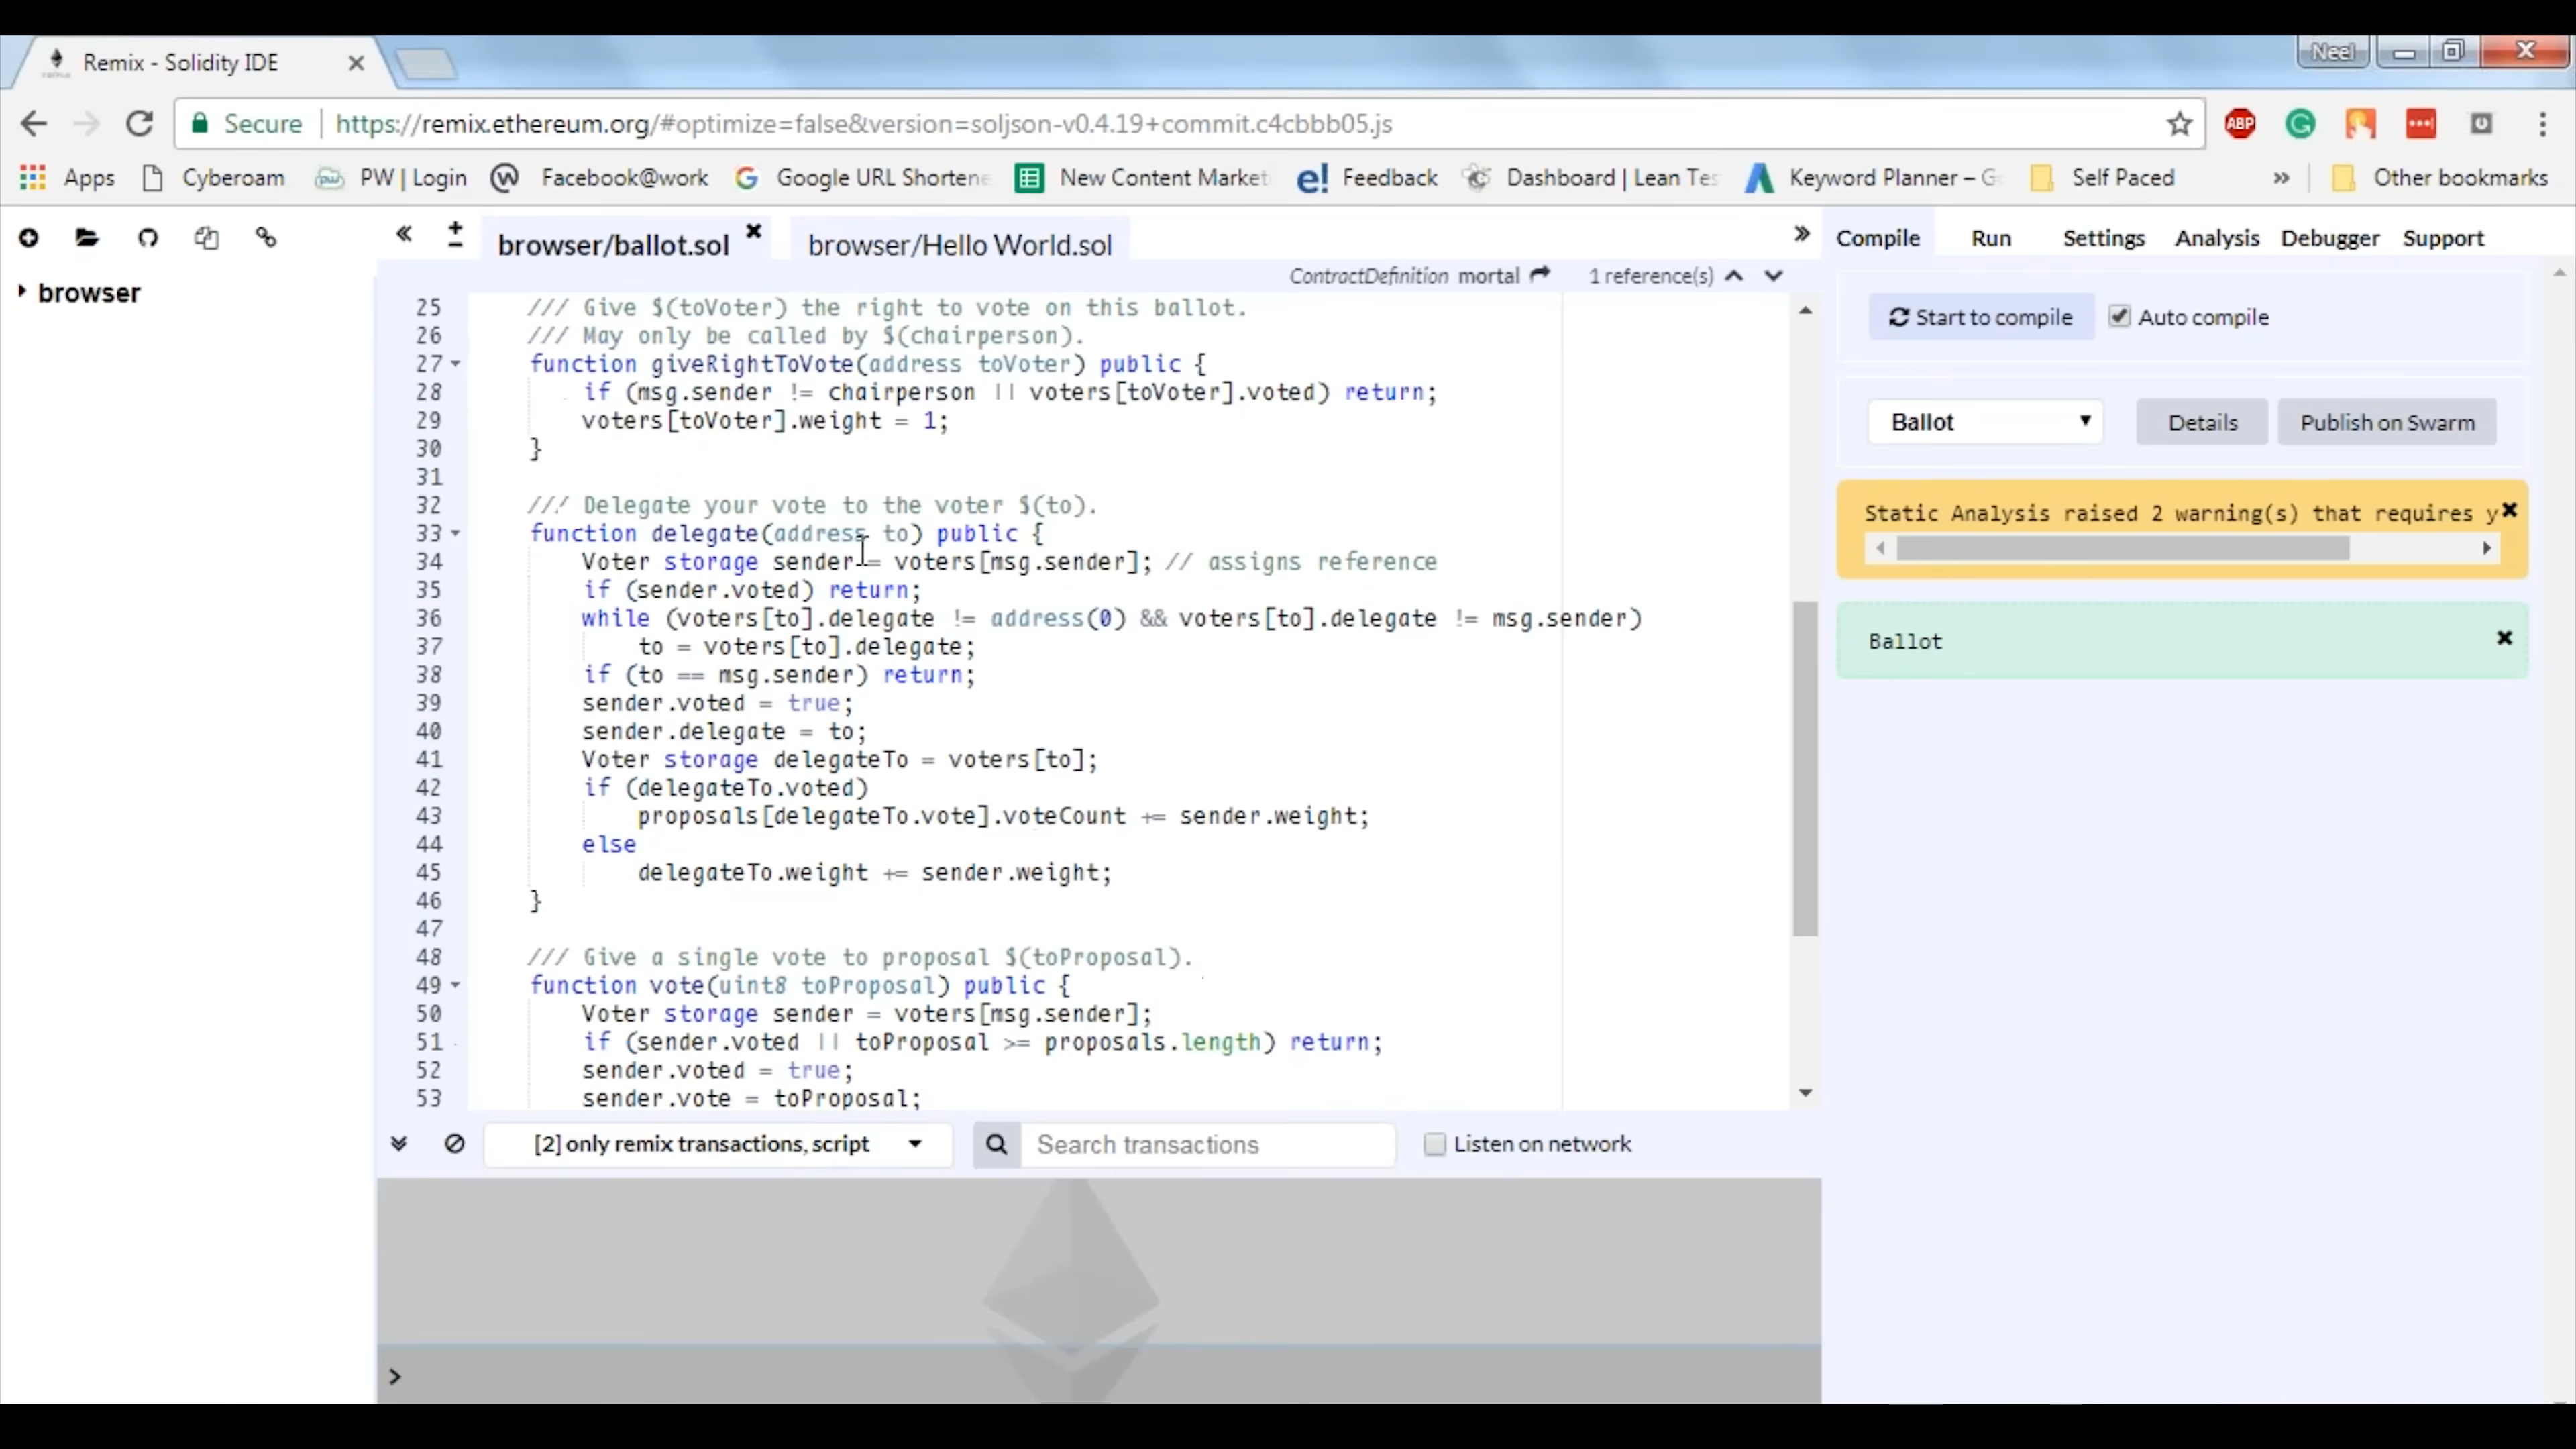 Remix - Solidity IDE
Neel
Secure https://remix.ethereum.org/#optimize=false&version=soljson-v0.4.19+commit.c4cbbb05.js
ABP
Apps Cyberoam PW | Login Facebook@work Google URL Shortene New Content Market Feedback Dashboard | Lean Tes Keyword Planner – G Self Paced » Other bookmarks
browser/ballot.sol browser/Hello World.sol
Compile Run Settings Analysis Debugger Support
ContractDefinition mortal 1 reference(s)
browser
25 /// Give $(toVoter) the right to vote on this ballot.
26 /// May only be called by $(chairperson).
27 function giveRightToVote(address toVoter) public {
28 if (msg.sender != chairperson || voters[toVoter].voted) return;
29 voters[toVoter].weight = 1;
30 }
31
32 /// Delegate your vote to the voter $(to).
33 function delegate(address to) public {
34 Voter storage sender = voters[msg.sender]; // assigns reference
35 if (sender.voted) return;
36 while (voters[to].delegate != address(0) && voters[to].delegate != msg.sender)
37 to = voters[to].delegate;
38 if (to == msg.sender) return;
39 sender.voted = true;
40 sender.delegate = to;
41 Voter storage delegateTo = voters[to];
42 if (delegateTo.voted)
43 proposals[delegateTo.vote].voteCount += sender.weight;
44 else
45 delegateTo.weight += sender.weight;
46 }
47
48 /// Give a single vote to proposal $(toProposal).
49 function vote(uint8 toProposal) public {
50 Voter storage sender = voters[msg.sender];
51 if (sender.voted || toProposal >= proposals.length) return;
52 sender.voted = true;
53 sender.vote = toProposal;
Start to compile Auto compile
Ballot Details Publish on Swarm
Static Analysis raised 2 warning(s) that requires y
Ballot
[2] only remix transactions, script Search transactions Listen on network
>